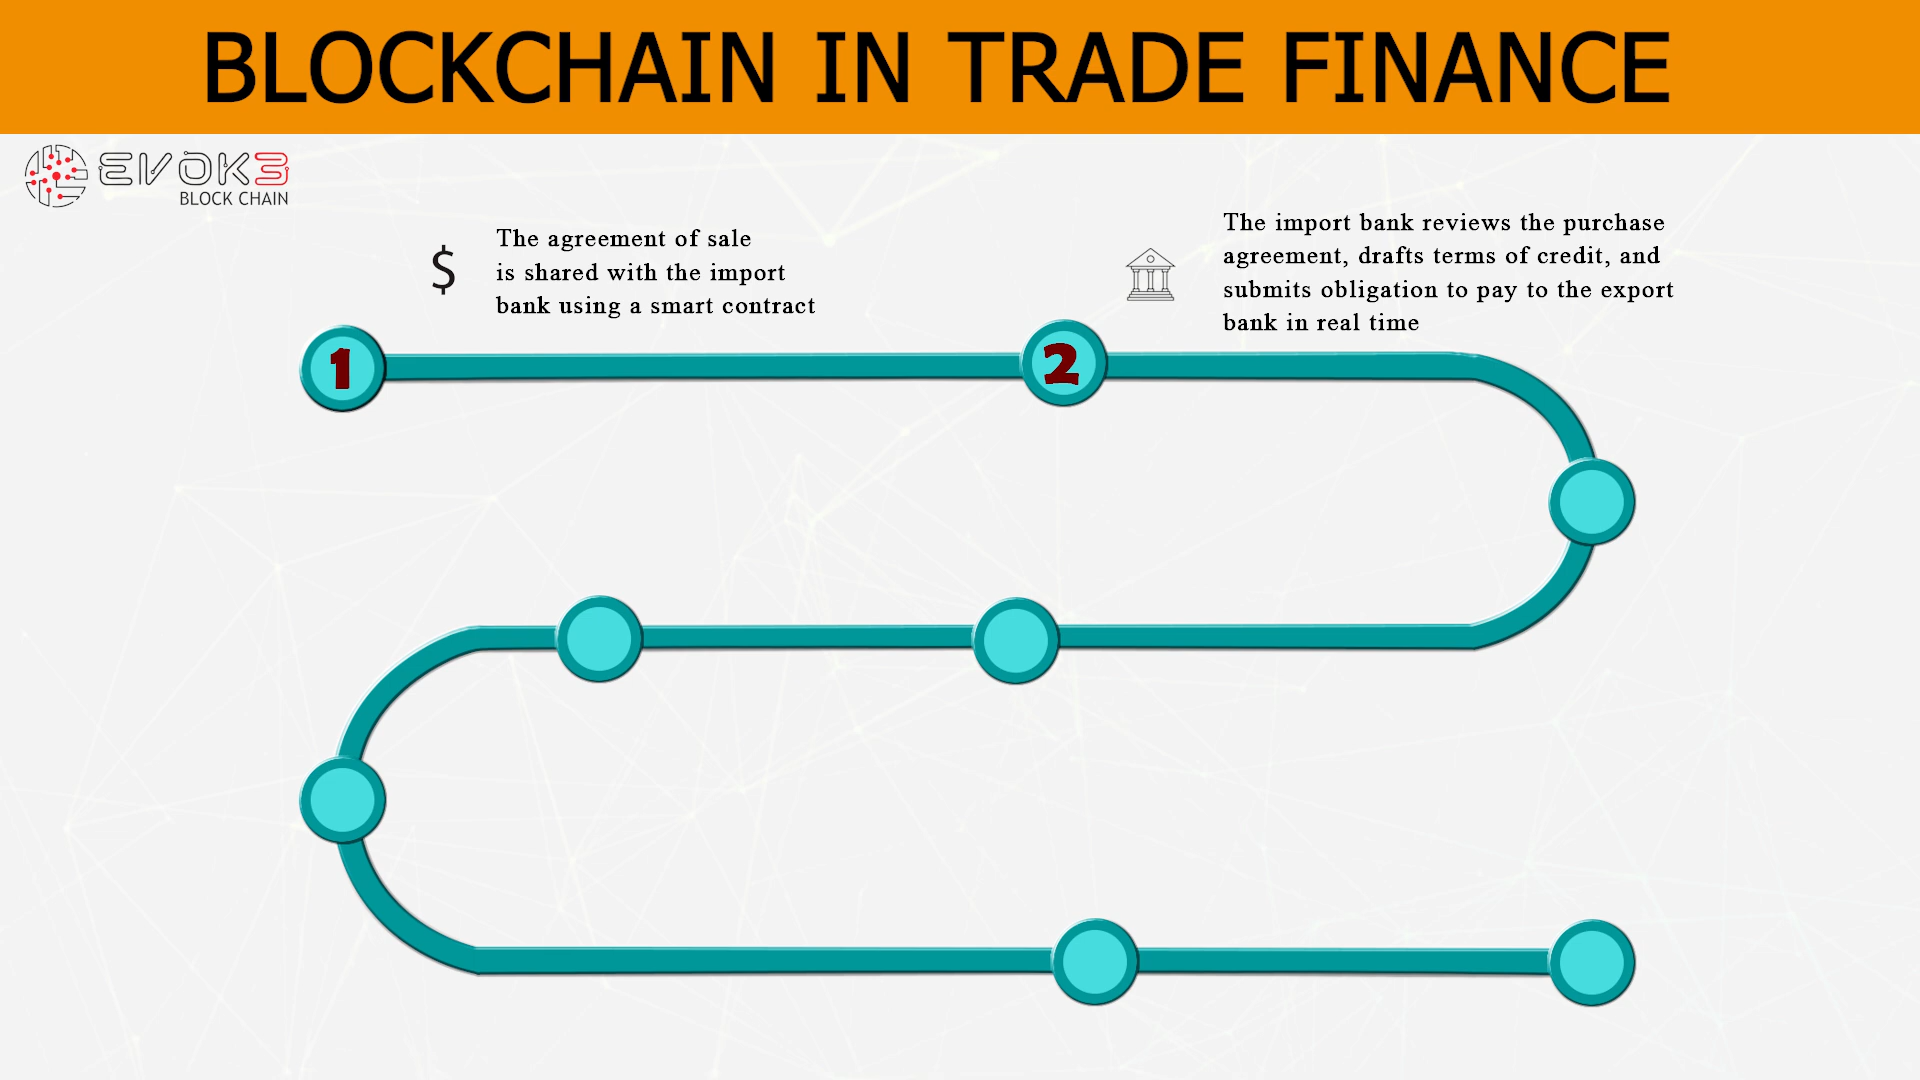 BLOCKCHAIN IN TRADE FINANCE
EVOK3
BLOCK CHAIN
$
The agreement of sale
is shared with the import
bank using a smart contract
The import bank reviews the purchase
agreement, drafts terms of credit, and
submits obligation to pay to the export
bank in real time
1
2